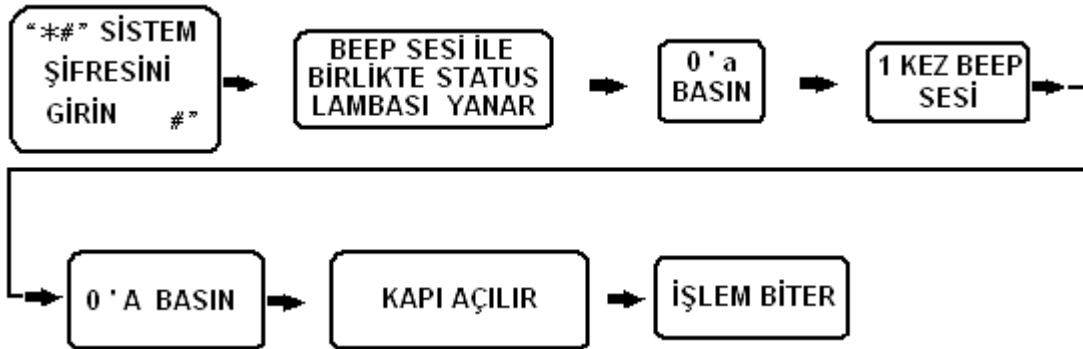 “*#” SİSTEM
ŞİFRESİNİ
GİRİN #”
BEEP SESİ İLE
BİRLİKTE STATUS
LAMBASI YANAR
0 ' a
BASIN
1 KEZ BEEP
SESİ
0 ' A BASIN
KAPI AÇILIR
İŞLEM BİTER